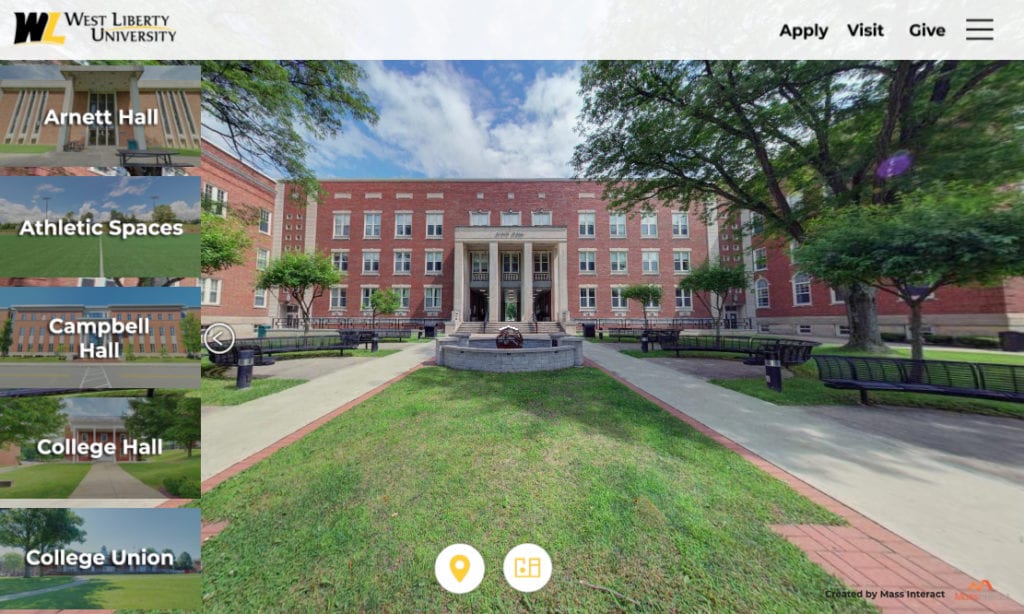 WL West Liberty
University
Apply Visit Give
Arnett Hall
Athletic Spaces
Campbell
Hall
College Hall
College Union
Created by Mass Interact